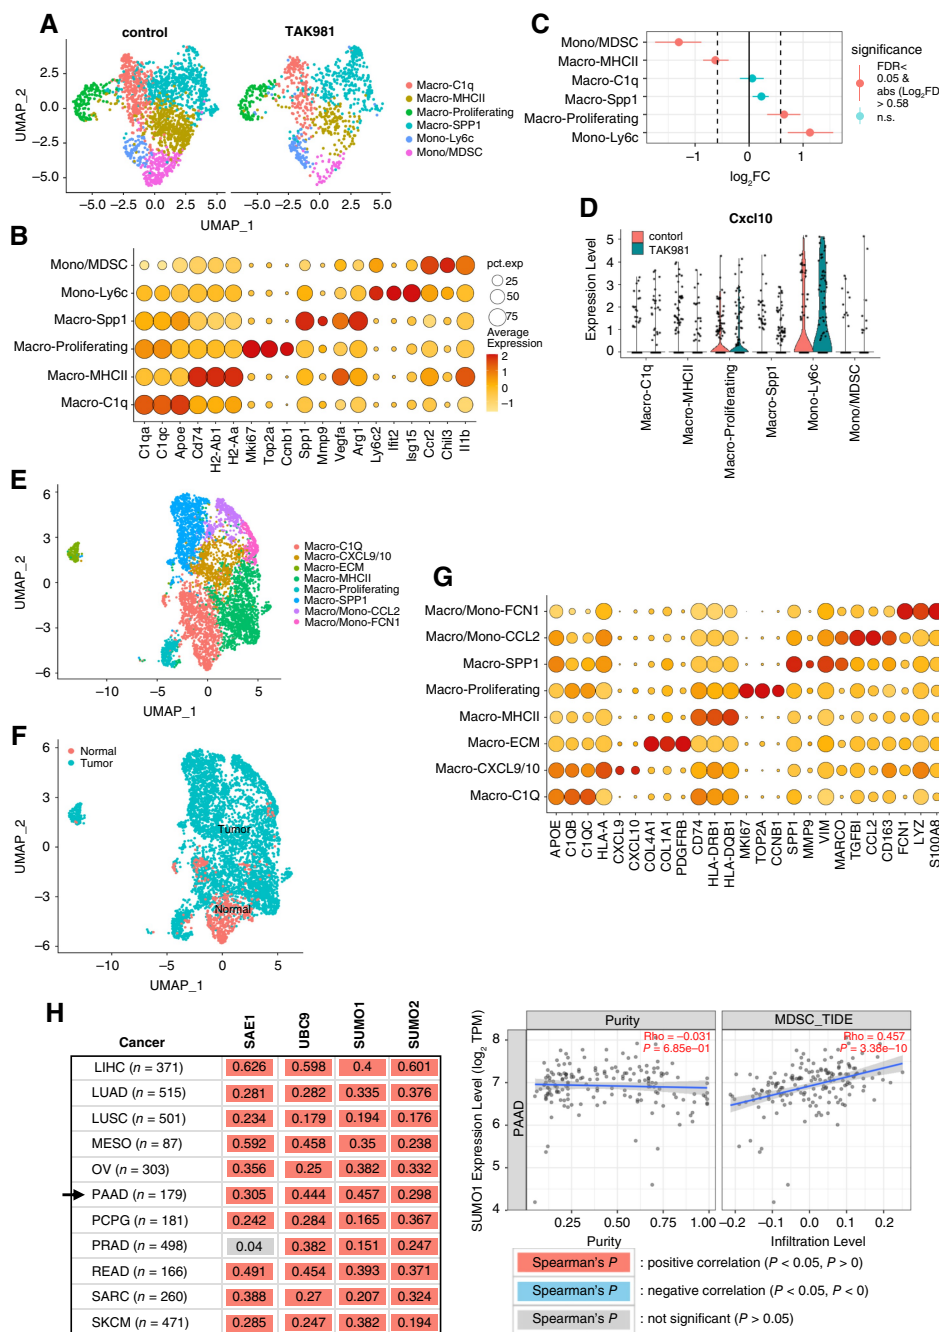 A
control
TAK981
UMAP_2
2.5
0.0
−2.5
−5.0
−5.0 −2.5 0.0 2.5 5.0
−5.0 −2.5 0.0 2.5 5.0
UMAP_1
Macro-C1q
Macro-MHCII
Macro-Proliferating
Macro-SPP1
Mono-Ly6c
Mono/MDSC
B
Mono/MDSC
Mono-Ly6c
Macro-Spp1
Macro-Proliferating
Macro-MHCII
Macro-C1q
C1qa C1qc Apoe Cd74 H2-Ab1 H2-Aa Mki67 Top2a Ccnb1 Spp1 Mmp9 Vegfa Arg1 Ly6c2 Ifit2 Isg15 Ccr2 Chil3 Il11b
pct.exp
25
50
75
Average
Expression
2
1
0
−1
C
Mono/MDSC
Macro-MHCII
Macro-C1q
Macro-Spp1
Macro-Proliferating
Mono-Ly6c
−1 0 1
log2FC
significance
FDR<
0.05 &
abs (Log2FD
> 0.58
n.s.
D
Cxcl10
contorl
TAK981
Expression Level
5
4
3
2
1
0
Macro-C1q
Macro-MHCII
Macro-Proliferating
Macro-Spp1
Mono-Ly6c
Mono/MDSC
E
UMAP_2
6
3
0
−3
−6
−10 −5 0 5
UMAP_1
Macro-C1Q
Macro-CXCL9/10
Macro-ECM
Macro-MHCII
Macro-Proliferating
Macro-SPP1
Macro/Mono-CCL2
Macro/Mono-FCN1
F
Normal
Tumor
UMAP_2
6
3
0
−3
−6
Tumor
Normal
−10 −5 0 5
UMAP_1
G
Macro/Mono-FCN1
Macro/Mono-CCL2
Macro-SPP1
Macro-Proliferating
Macro-MHCII
Macro-ECM
Macro-CXCL9/10
Macro-C1Q
APOE C1QB C1QC HLA-A CXCL9 CXCL10 COL4A1 COL1A1 PDGFRB CD74 HLA-DRB1 HLA-DQB1 MKI67 TOP2A CCNB1 SPP1 MMP9 VIM MARCO TGFBI CCL2 CD163 FCN1 LYZ S100A8
H
Cancer SAE1 UBC9 SUMO1 SUMO2
LIHC (n = 371) 0.626 0.598 0.4 0.601
LUAD (n = 515) 0.281 0.282 0.335 0.376
LUSC (n = 501) 0.234 0.179 0.194 0.176
MESO (n = 87) 0.592 0.458 0.35 0.238
OV (n = 303) 0.356 0.25 0.382 0.332
PAAD (n = 179) 0.305 0.444 0.457 0.298
PCPG (n = 181) 0.242 0.284 0.165 0.367
PRAD (n = 498) 0.04 0.382 0.151 0.247
READ (n = 166) 0.491 0.454 0.393 0.371
SARC (n = 260) 0.388 0.27 0.207 0.324
SKCM (n = 471) 0.285 0.247 0.382 0.194
SUMO1 Expression Level (log2 TPM)
PAAD
8
7
6
5
4
Purity
Rho = −0.031
P = 6.85e−01
0.25 0.50 0.75 1.00
Purity
MDSC_TIDE
Rho = 0.457
P = 3.38e−10
−0.2 −0.1 0.0 0.1 0.2
Infiltration Level
Spearman's P : positive correlation (P < 0.05, P > 0)
Spearman's P : negative correlation (P < 0.05, P < 0)
Spearman's P : not significant (P > 0.05)